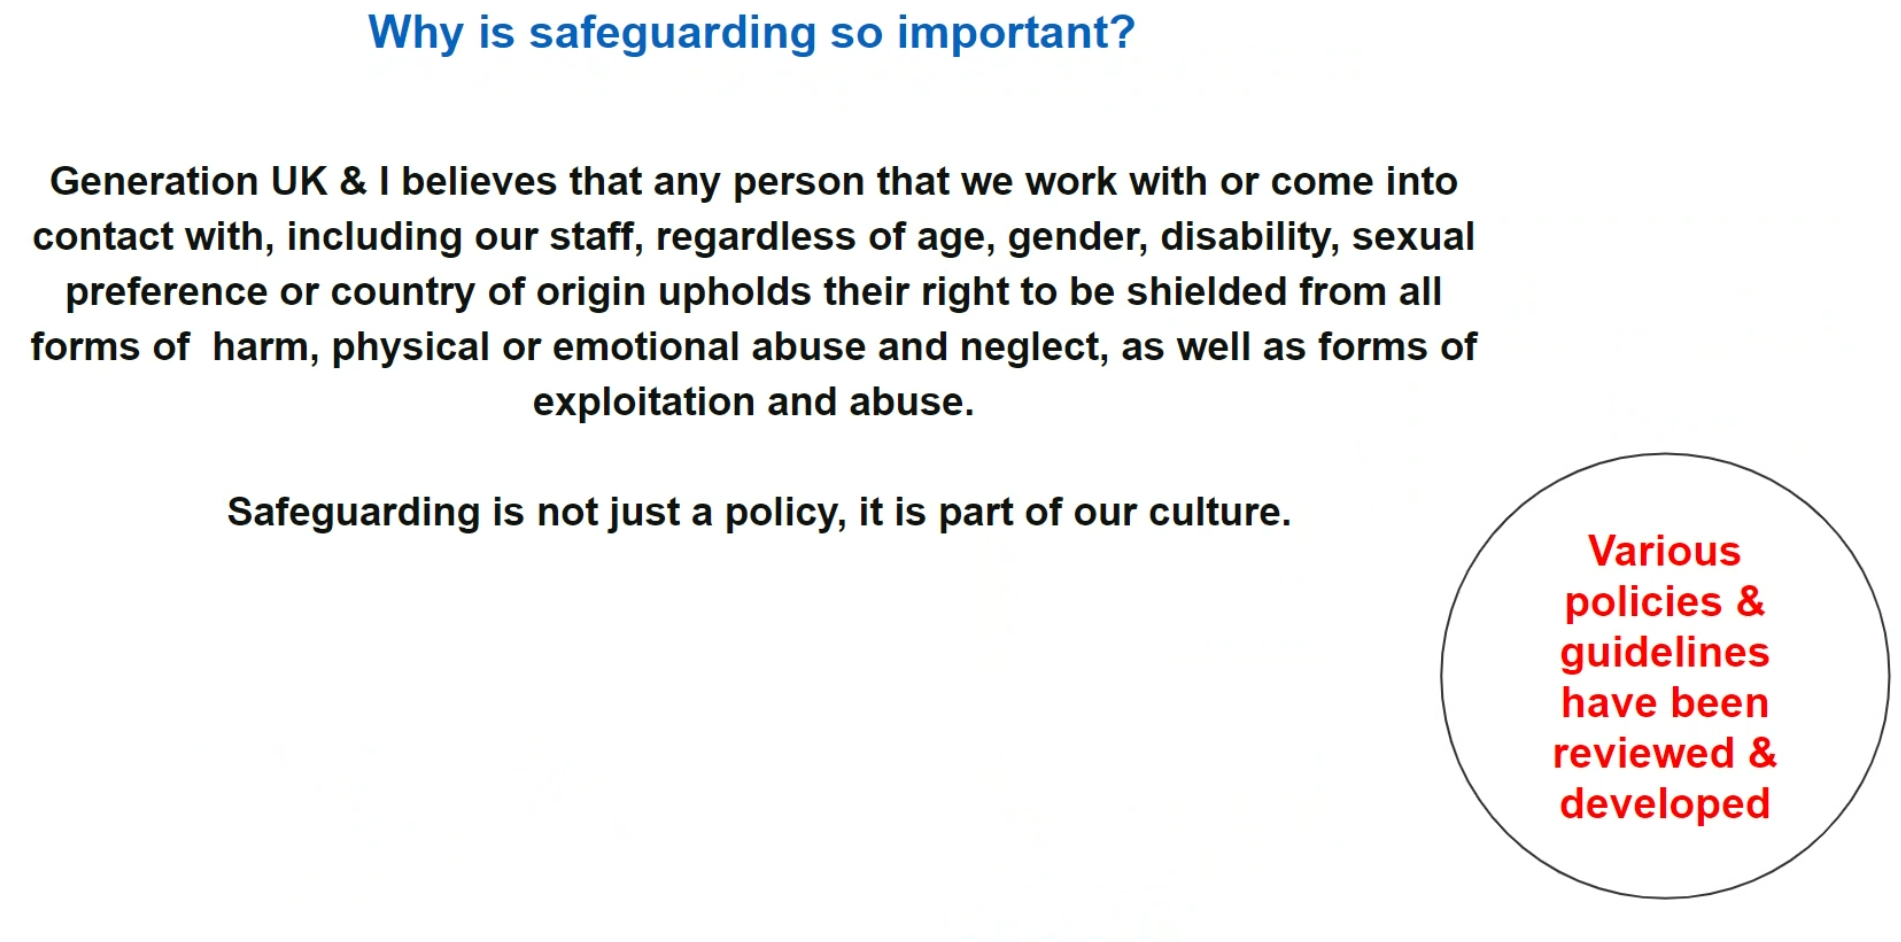 Why is safeguarding so important?
Generation UK & I believes that any person that we work with or come into
contact with, including our staff, regardless of age, gender, disability, sexual
preference or country of origin upholds their right to be shielded from all
forms of  harm, physical or emotional abuse and neglect, as well as forms of
exploitation and abuse.
Safeguarding is not just a policy, it is part of our culture.
Various
policies &
guidelines
have been
reviewed &
developed